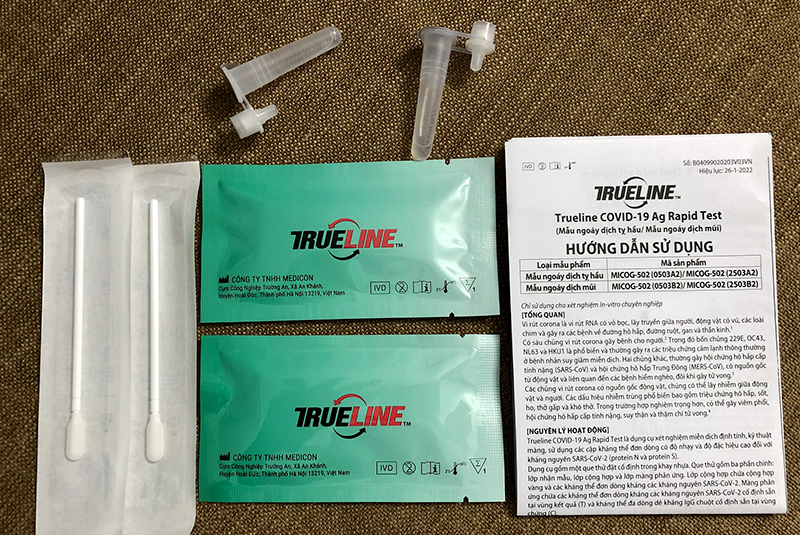 TRUELINE™
CÔNG TY TNHH MEDICON
Cụm Công Nghiệp Trường An, Xã An Khánh,
Huyện Hoài Đức, Thành phố Hà Nội 13219, Việt Nam
IVD
TRUELINE™
CÔNG TY TNHH MEDICON
Cụm Công Nghiệp Trường An, Xã An Khánh,
Huyện Hoài Đức, Thành phố Hà Nội 13219, Việt Nam
IVD
IVD
Số: B04099020203V03VN
Hiệu lực: 26-1-2022
TRUELINE™
Trueline COVID-19 Ag Rapid Test
(Mẫu ngoáy dịch tỵ hầu/ Mẫu ngoáy dịch mũi)
HƯỚNG DẪN SỬ DỤNG
Loại mẫu phẩm Mã sản phẩm
Mẫu ngoáy dịch tỵ hầu MICOG-502 (0503A2)/ MICOG-502 (2503A2)
Mẫu ngoáy dịch mũi MICOG-502 (0503B2)/ MICOG-502 (2503B2)
Chỉ sử dụng cho xét nghiệm in-vitro chuyên nghiệp
[TỔNG QUAN]
Vi rút corona là vi rút RNA có vỏ bọc, lây truyền giữa người, động vật có vú, các loài
chim và gây ra các bệnh về đường hô hấp, đường ruột, gan và thần kinh.¹
Có sáu chủng vi rút corona gây bệnh cho người.² Trong đó bốn chủng 229E, OC43,
NL63 và HKU1 là phổ biến và thường gây ra các triệu chứng cảm lạnh thông thường
ở bệnh nhân suy giảm miễn dịch. Hai chủng khác, thường gây hội chứng hô hấp cấp
tính nặng (SARS-CoV) và hội chứng hô hấp Trung Đông (MERS-CoV), có nguồn gốc
từ động vật và liên quan đến các bệnh hiểm nghèo, đôi khi gây tử vong.³
Các chủng vi rút corona có nguồn gốc động vật, chúng có thể lây nhiễm giữa động
vật và người. Các dấu hiệu nhiễm trùng phổ biến bao gồm triệu chứng hô hấp, sốt,
ho, thở gấp và khó thở. Trong trường hợp nghiêm trọng hơn, có thể gây viêm phổi,
hội chứng hô hấp cấp tính nặng, suy thận và thậm chí tử vong.⁴
[NGUYÊN LÝ HOẠT ĐỘNG]
Trueline COVID-19 Ag Rapid Test là dụng cụ xét nghiệm miễn dịch định tính, kỹ thuật
màng, sử dụng các cặp kháng thể đơn dòng có độ nhạy và độ đặc hiệu cao đối với
kháng nguyên SARS-CoV-2 (protein N và protein S).
Dụng cụ gồm một que thử đặt cố định trong khay nhựa. Que thử gồm ba phần chính:
lớp nhận mẫu, lớp cộng hợp và lớp màng phản ứng. Lớp cộng hợp chứa cộng hợp
vàng và các kháng thể đơn dòng kháng các kháng nguyên SARS-CoV-2. Màng phản
ứng chứa các kháng thể đơn dòng kháng các kháng nguyên SARS-CoV-2 cố định sẵn
tại vùng kết quả (T) và kháng thể đa dòng dê kháng IgG chuột cố định sẵn tại vùng
chứng (C).